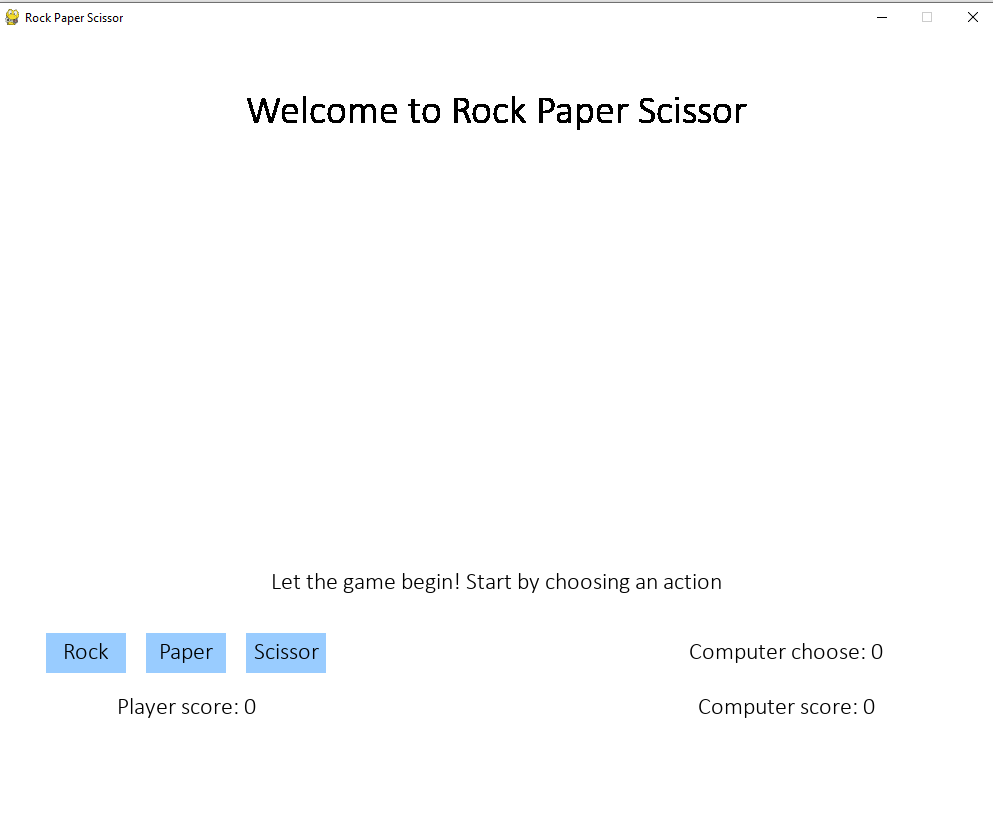 Rock Paper Scissor
Welcome to Rock Paper Scissor
Let the game begin! Start by choosing an action
Rock Paper Scissor Computer choose: 0
Player score: 0 Computer score: 0